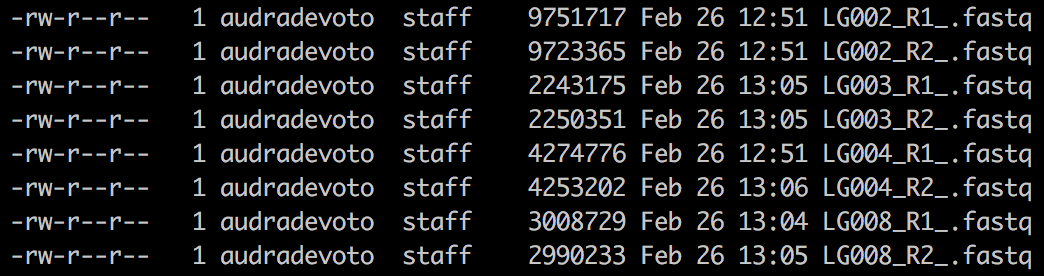 -rw-r--r-- 1 audradevoto staff 9751717 Feb 26 12:51 LG002_R1_.fastq
-rw-r--r-- 1 audradevoto staff 9723365 Feb 26 12:51 LG002_R2_.fastq
-rw-r--r-- 1 audradevoto staff 2243175 Feb 26 13:05 LG003_R1_.fastq
-rw-r--r-- 1 audradevoto staff 2250351 Feb 26 13:05 LG003_R2_.fastq
-rw-r--r-- 1 audradevoto staff 4274776 Feb 26 12:51 LG004_R1_.fastq
-rw-r--r-- 1 audradevoto staff 4253202 Feb 26 13:06 LG004_R2_.fastq
-rw-r--r-- 1 audradevoto staff 3008729 Feb 26 13:04 LG008_R1_.fastq
-rw-r--r-- 1 audradevoto staff 2990233 Feb 26 13:05 LG008_R2_.fastq